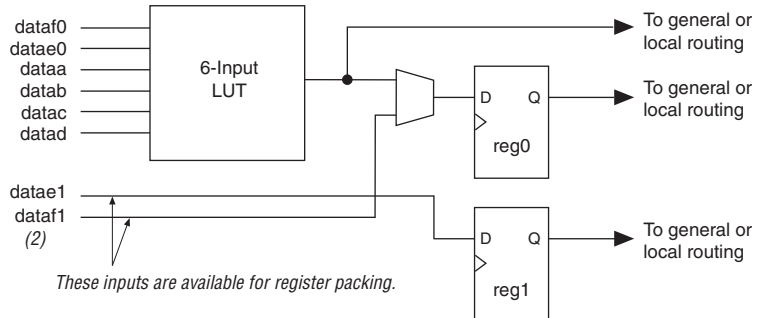 dataf0
datae0
dataa
datab
datac
datad
6-Input
LUT
To general or
local routing
D Q
reg0
To general or
local routing
datae1
dataf1
(2)
D Q
reg1
To general or
local routing
These inputs are available for register packing.